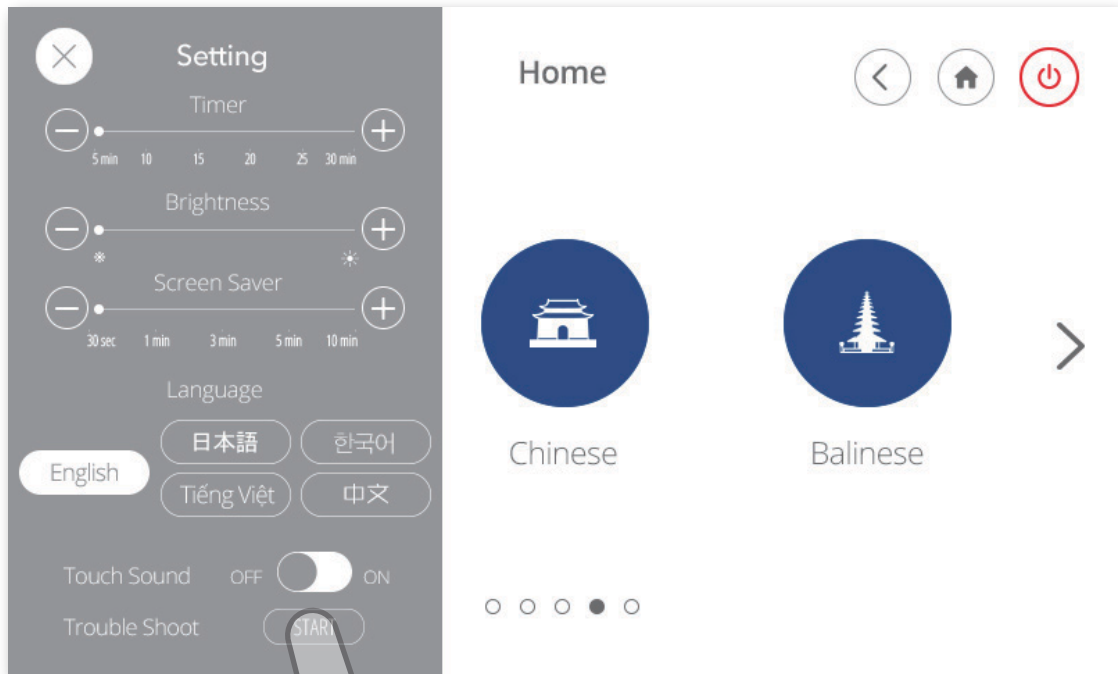 Setting
Timer
5 min 10 15 20 25 30 min
Brightness
Screen Saver
30 sec 1 min 3 min 5 min 10 min
Language
English
日本語
한국어
Tiếng Việt
中文
Touch Sound OFF ON
Trouble Shoot START
Home
Chinese
Balinese